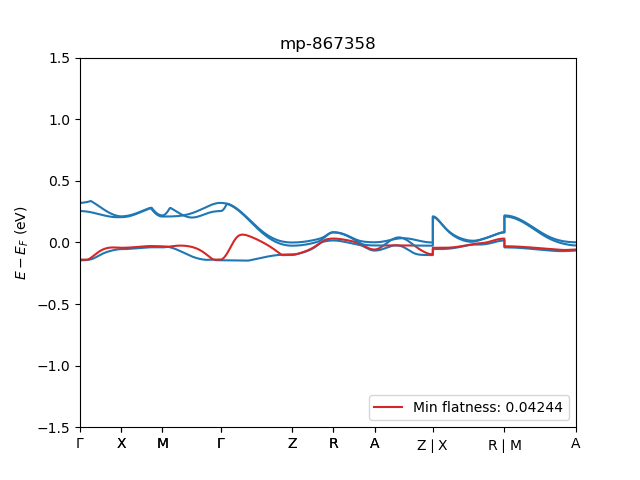 mp-867358
1.5
1.0
0.5
0.0
−0.5
−1.0
−1.5
E − E_F (eV)
Min flatness: 0.04244
Γ X M Γ Z R A Z | X R | M A